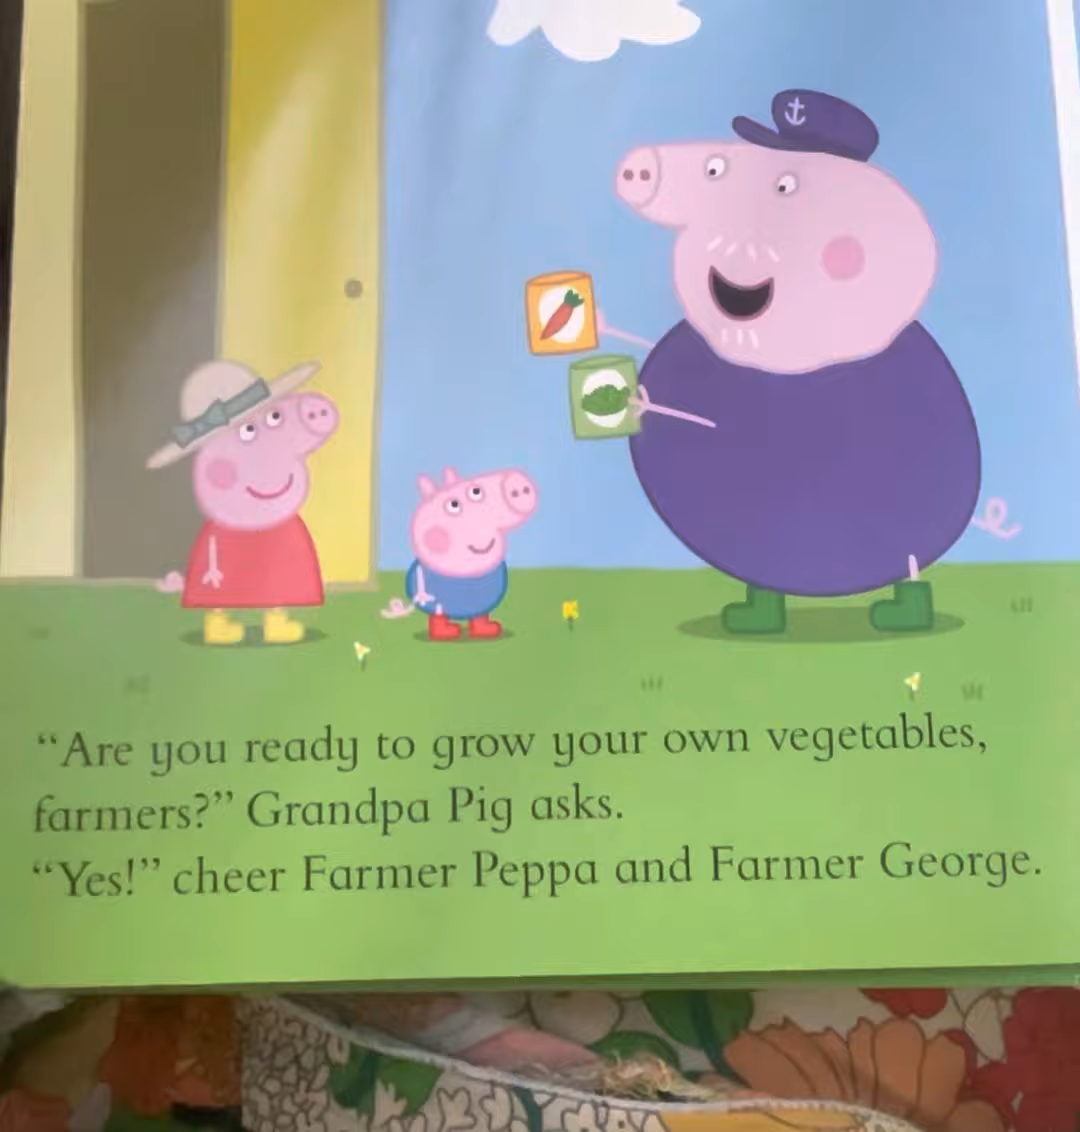 “Are you ready to grow your own vegetables,
farmers?” Grandpa Pig asks.
“Yes!” cheer Farmer Peppa and Farmer George.